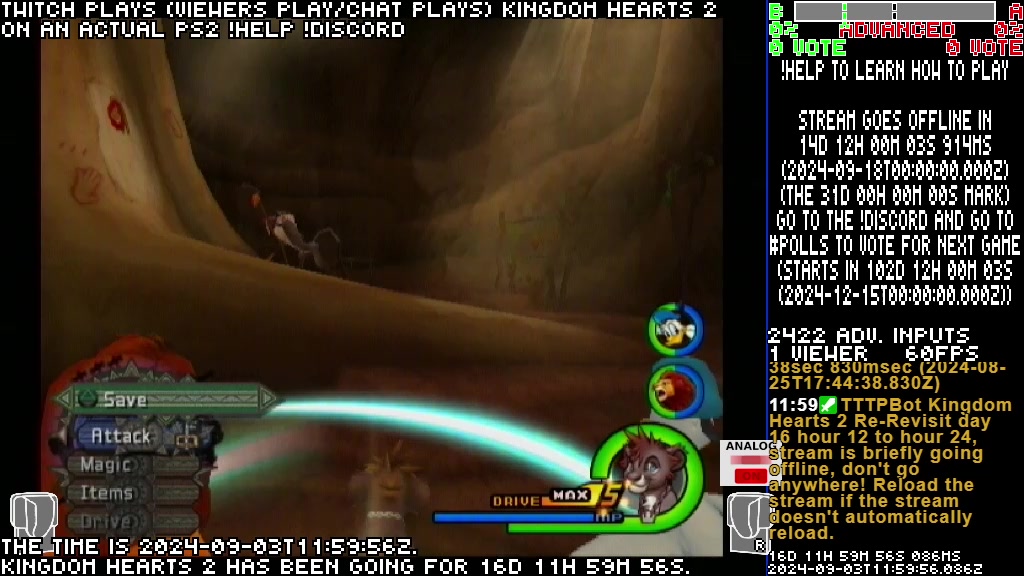 TWITCH PLAYS (VIEWERS PLAY/CHAT PLAYS) KINGDOM HEARTS 2
ON AN ACTUAL PS2 !HELP !DISCORD
B A
0% ADVANCED 0%
0 VOTE 0 VOTE
!HELP TO LEARN HOW TO PLAY
STREAM GOES OFFLINE IN
14D 12H 00M 03S 914MS
(2024-09-18T00:00:00.000Z)
(THE 31D 00H 00M 00S MARK)
GO TO THE !DISCORD AND GO TO
#POLLS TO VOTE FOR NEXT GAME
(STARTS IN 102D 12H 00M 03S
(2024-12-15T00:00:00.000Z))
2422 ADV. INPUTS
1 VIEWER 60FPS
38sec 830msec (2024-08-
25T17:44:38.830Z)
11:59 TTTPBot Kingdom
Hearts 2 Re-Revisit day
16 hour 12 to hour 24,
stream is briefly going
offline, don't go
anywhere! Reload the
stream if the stream
doesn't automatically
reload.
16D 11H 59M 56S 086MS
2024-09-03T11:59:56.086Z
Save
Attack
Magic
Items
Drive
DRIVE MAX 5
MP
ANALOG
R
THE TIME IS 2024-09-03T11:59:56Z.
KINGDOM HEARTS 2 HAS BEEN GOING FOR 16D 11H 59M 56S.